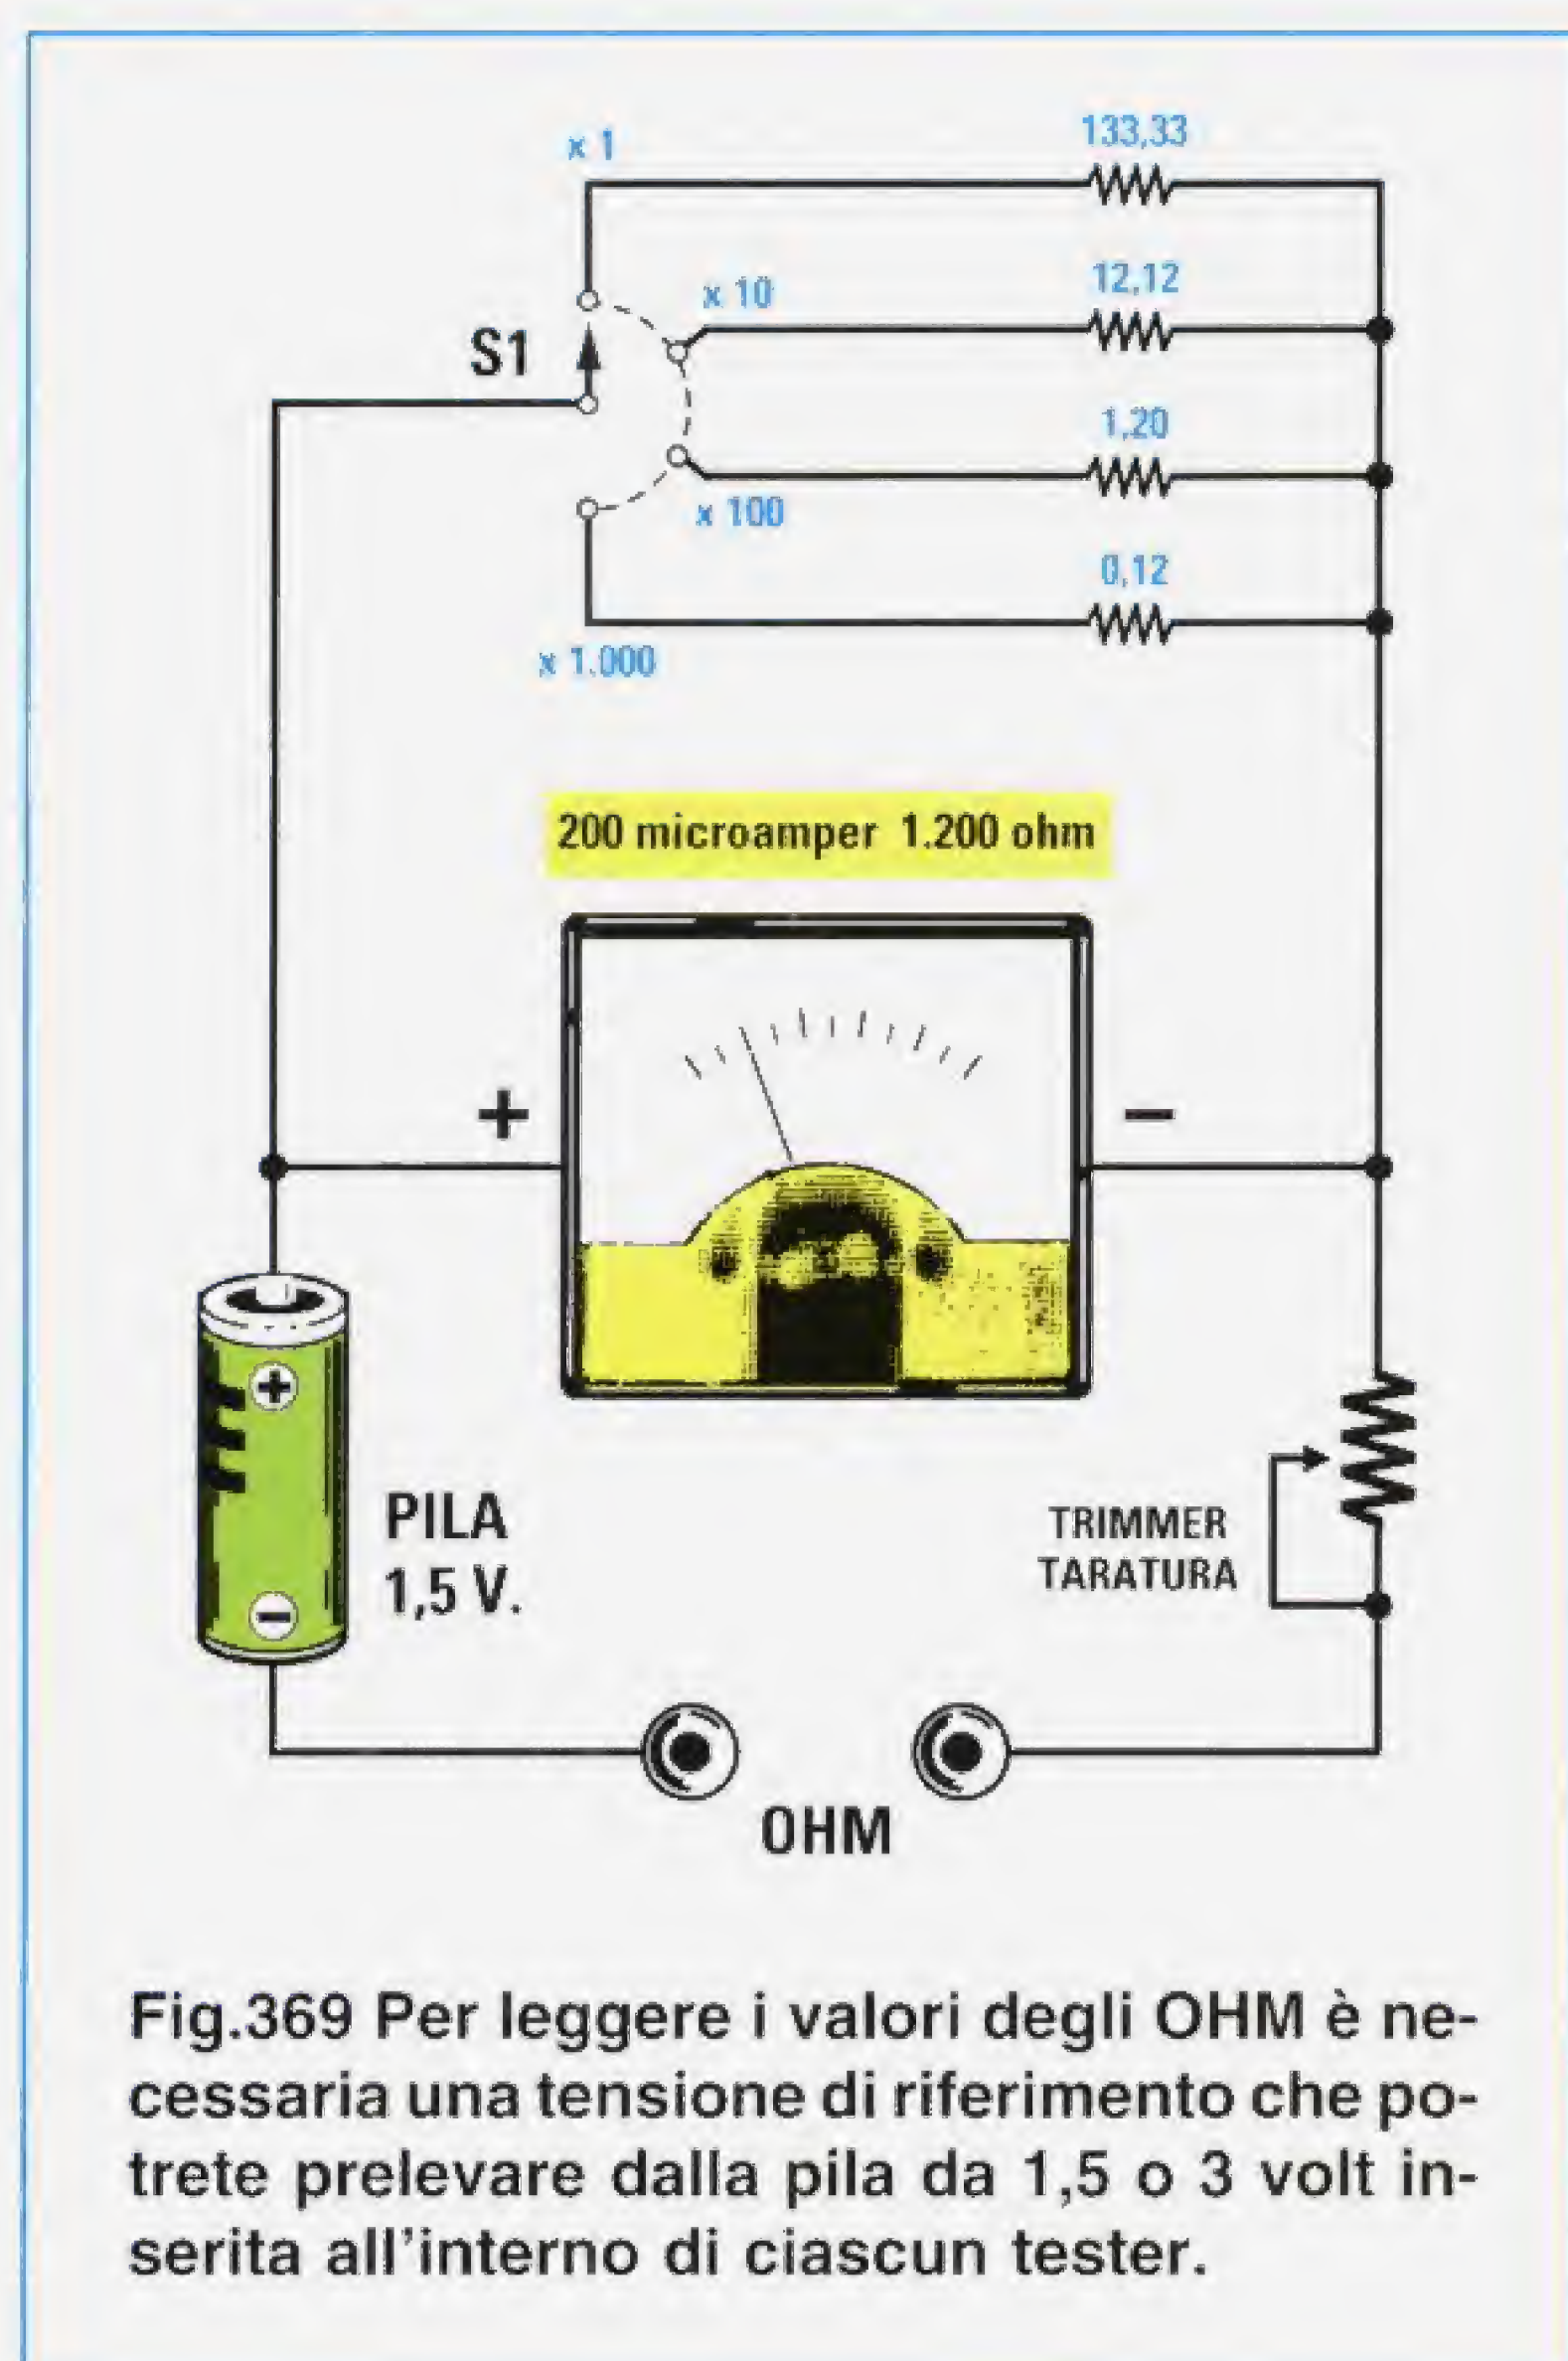 x 1
133,33
x 10
12,12
S1
1,20
x 100
0,12
x 1.000
200 microamper 1.200 ohm
+
−
+
PILA
1,5 V.
−
TRIMMER
TARATURA
OHM
Fig.369 Per leggere i valori degli OHM è ne-
cessaria una tensione di riferimento che po-
trete prelevare dalla pila da 1,5 o 3 volt in-
serita all'interno di ciascun tester.